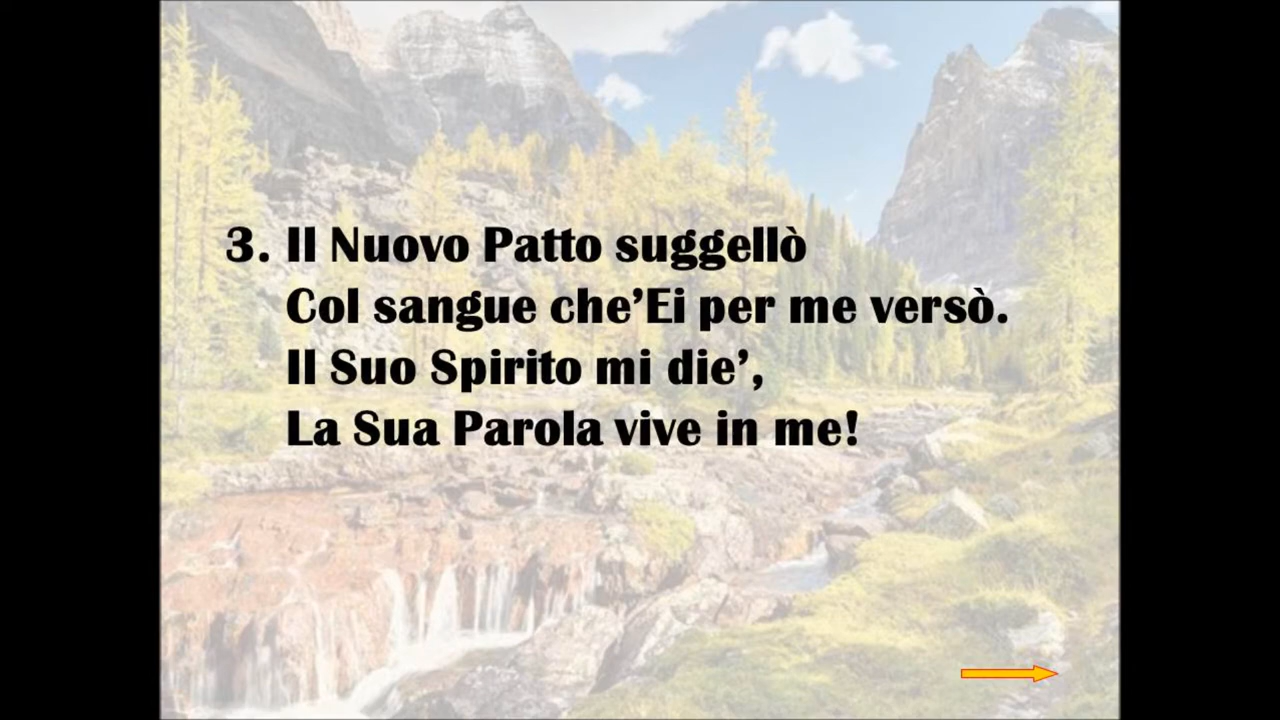 3. Il Nuovo Patto suggellò
Col sangue che’Ei per me versò.
Il Suo Spirito mi die’,
La Sua Parola vive in me!